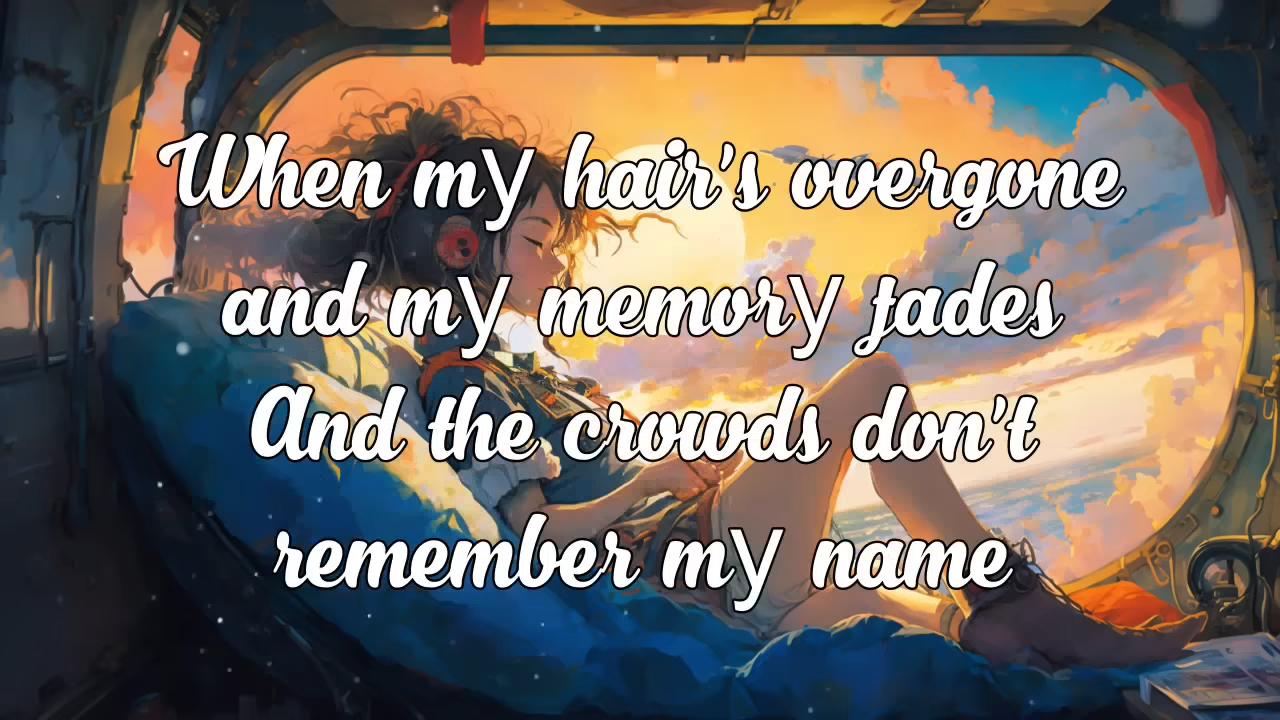 When my hair's overgone
and my memory fades
And the crowds don't
remember my name